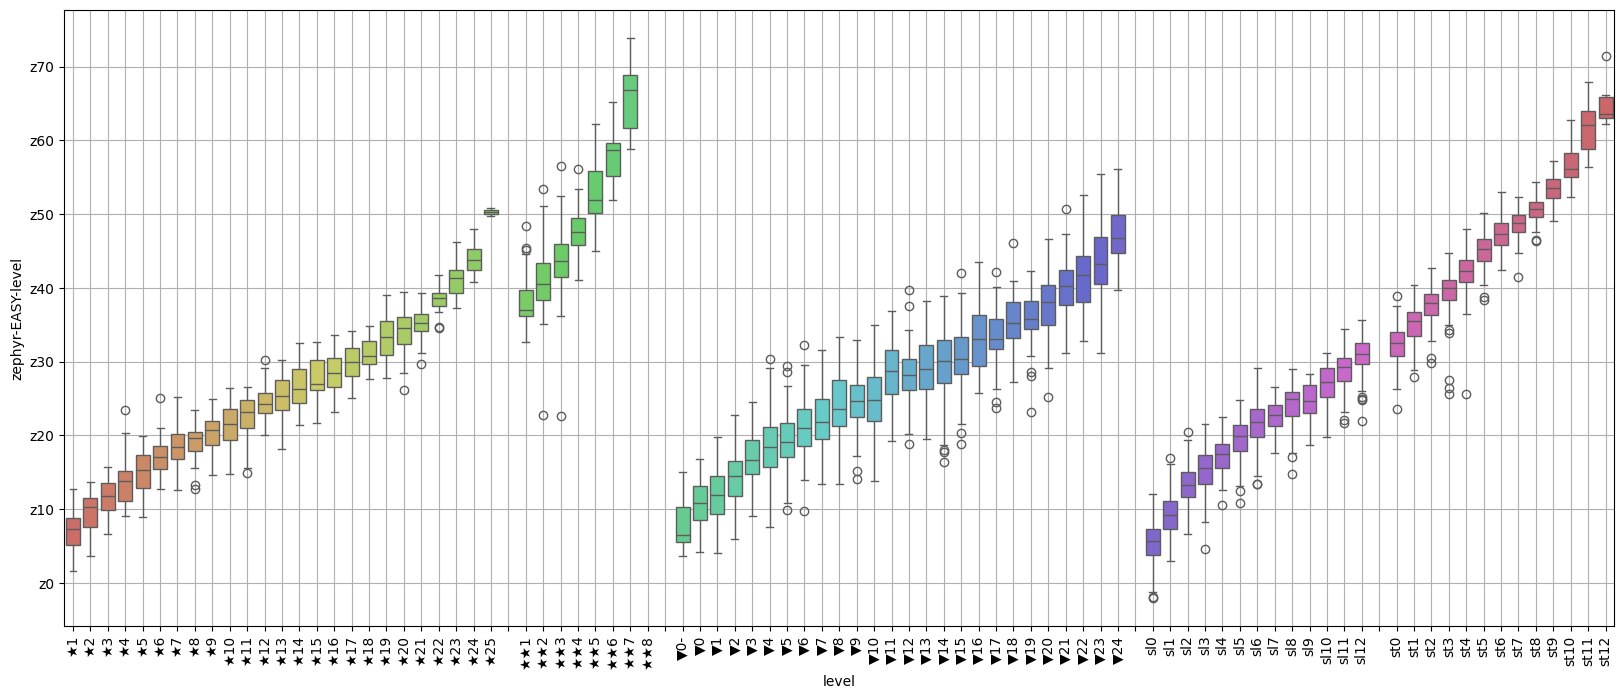 zephyr-EASY-level
z70
z60
z50
z40
z30
z20
z10
z0
★1
★2
★3
★4
★5
★6
★7
★8
★9
★10
★11
★12
★13
★14
★15
★16
★17
★18
★19
★20
★21
★22
★23
★24
★25
★★1
★★2
★★3
★★4
★★5
★★6
★★7
★★8
▼0-
▼0
▼1
▼2
▼3
▼4
▼5
▼6
▼7
▼8
▼9
▼10
▼11
▼12
▼13
▼14
▼15
▼16
▼17
▼18
▼19
▼20
▼21
▼22
▼23
▼24
sl0
sl1
sl2
sl3
sl4
sl5
sl6
sl7
sl8
sl9
sl10
sl11
sl12
st0
st1
st2
st3
st4
st5
st6
st7
st8
st9
st10
st11
st12
level